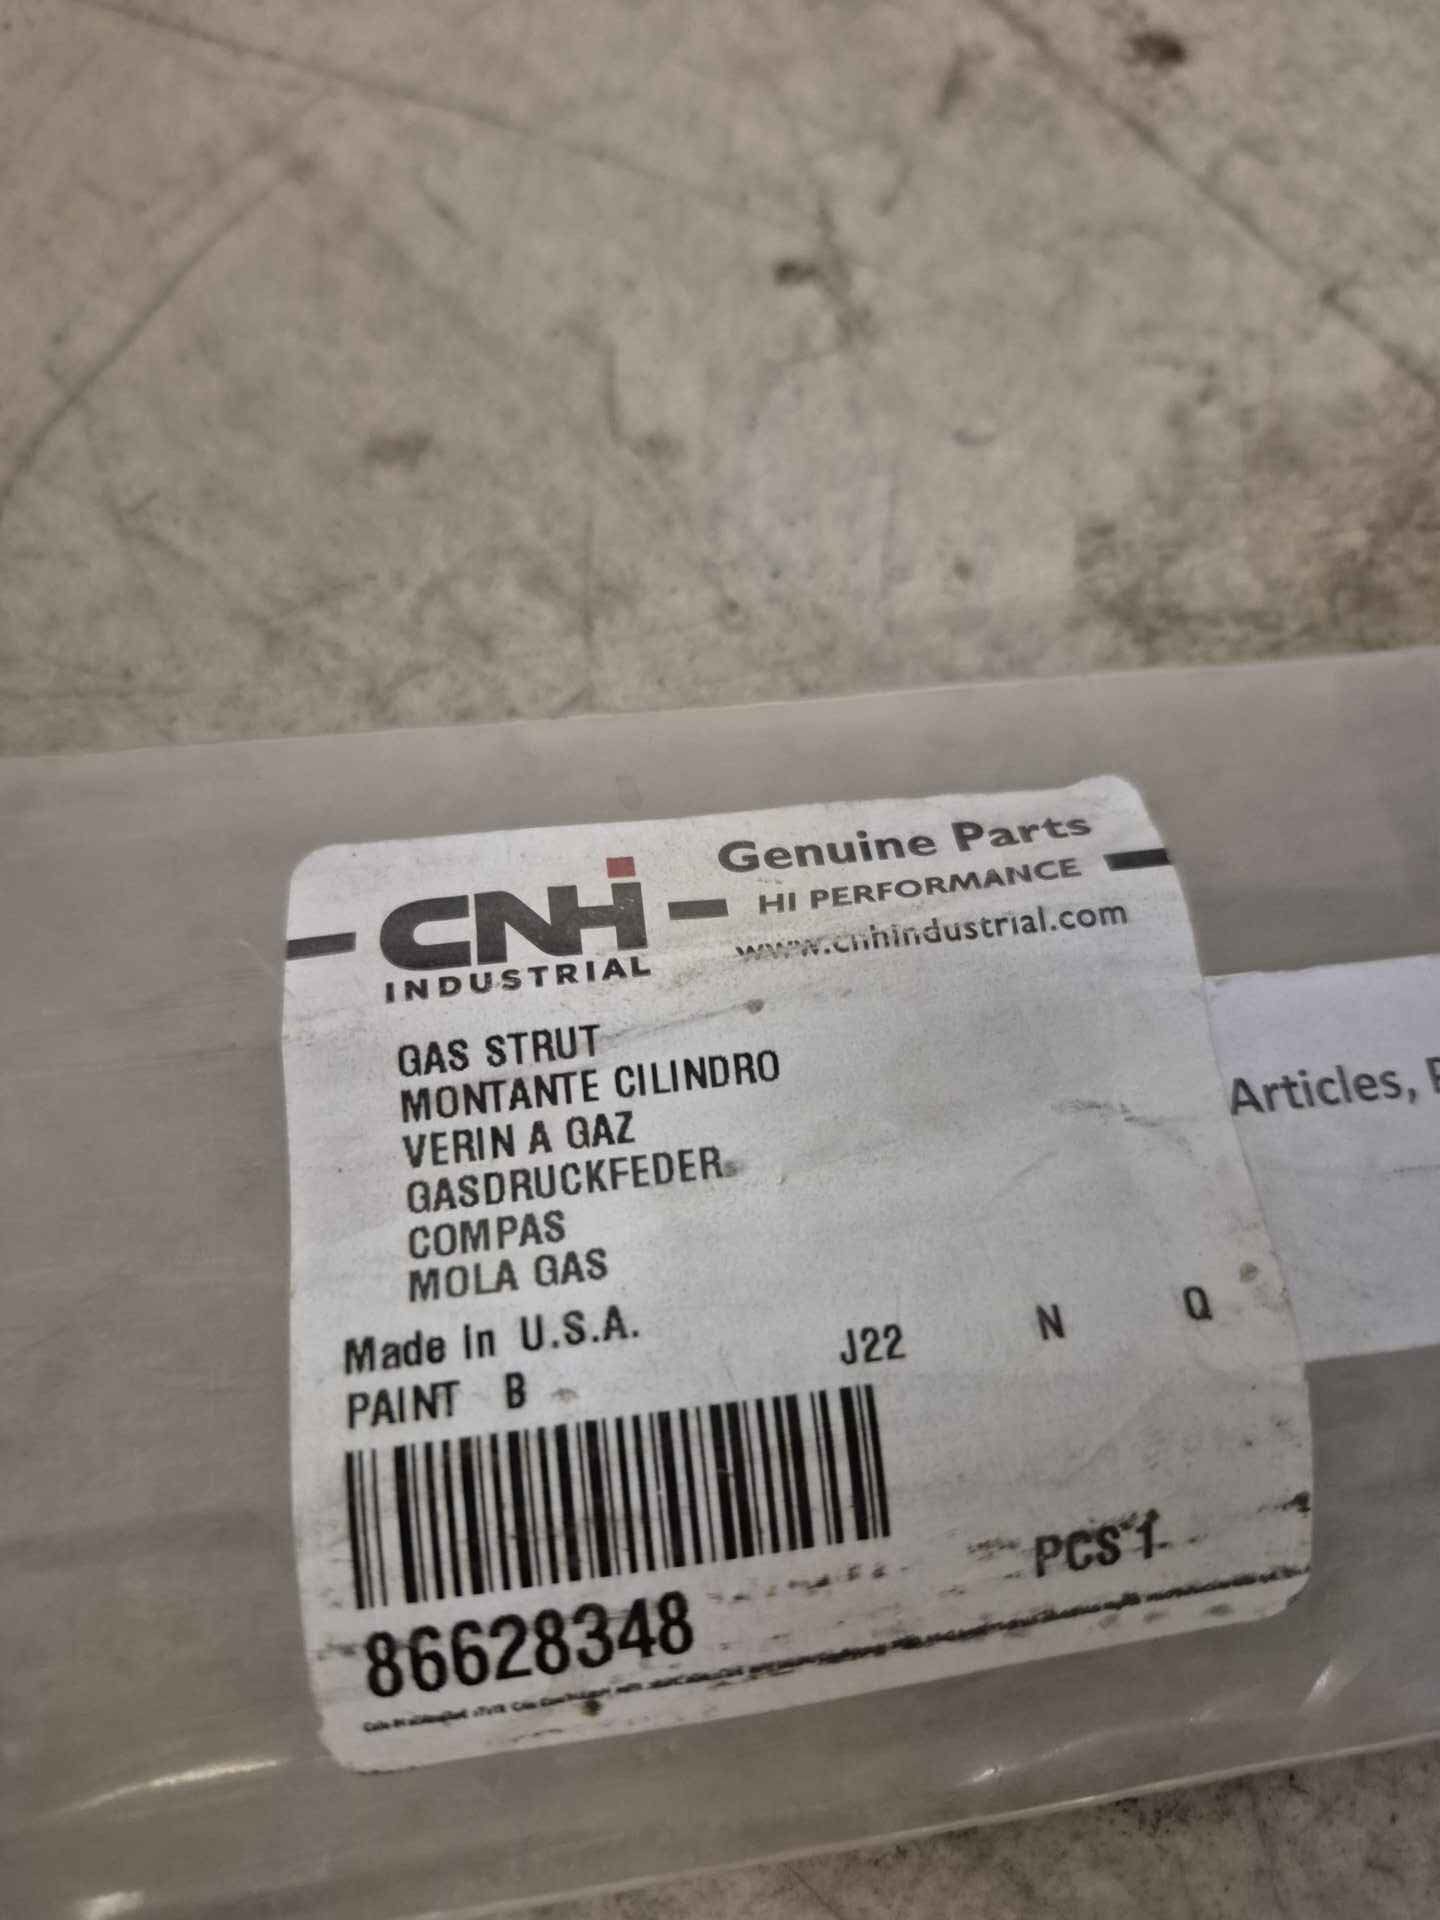 CNH
INDUSTRIAL
Genuine Parts
HI PERFORMANCE
www.cnhindustrial.com
GAS STRUT
MONTANTE CILINDRO
VERIN A GAZ
GASDRUCKFEDER
COMPAS
MOLA GAS
Made in U.S.A.
J22 N Q
PAINT B
PCS 1
86628348
Articles,